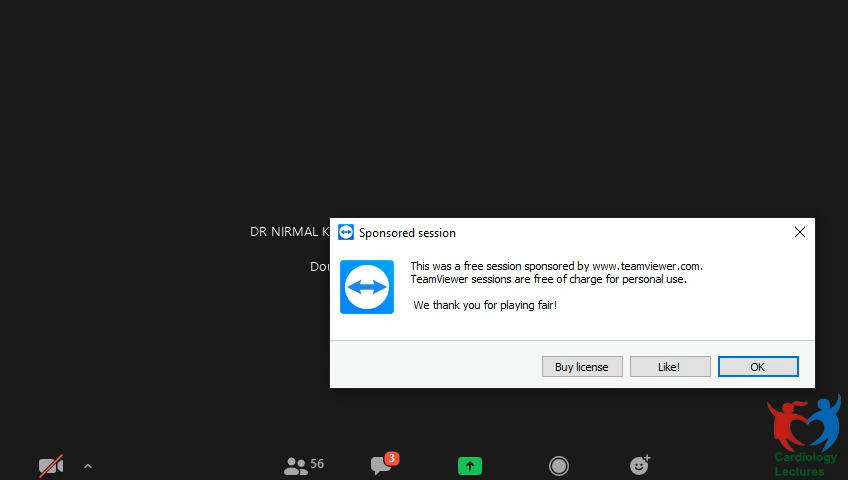 DR NIRMAL K
Dou
Sponsored session
This was a free session sponsored by www.teamviewer.com.
TeamViewer sessions are free of charge for personal use.
We thank you for playing fair!
Buy license
Like!
OK
56
3
Cardiology
Lectures